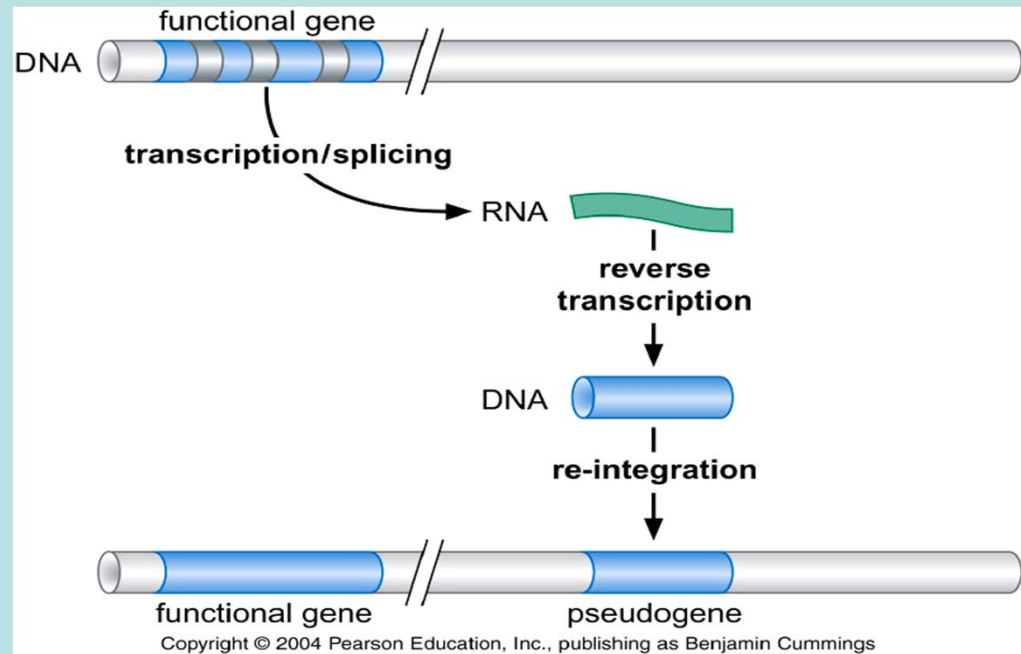 functional gene
DNA
transcription/splicing
RNA
reverse
transcription
DNA
re-integration
functional gene
pseudogene
Copyright © 2004 Pearson Education, Inc., publishing as Benjamin Cummings